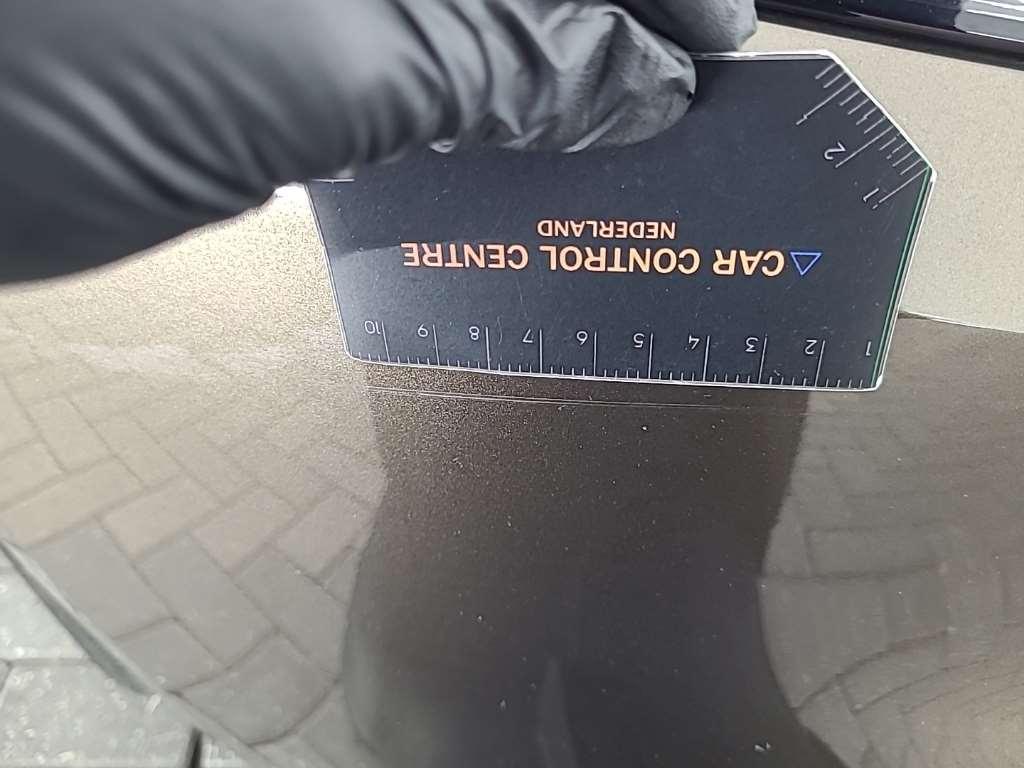 CAR CONTROL CENTRE
NEDERLAND
1 2 3 4 5 6 7 8 9 10
1 2